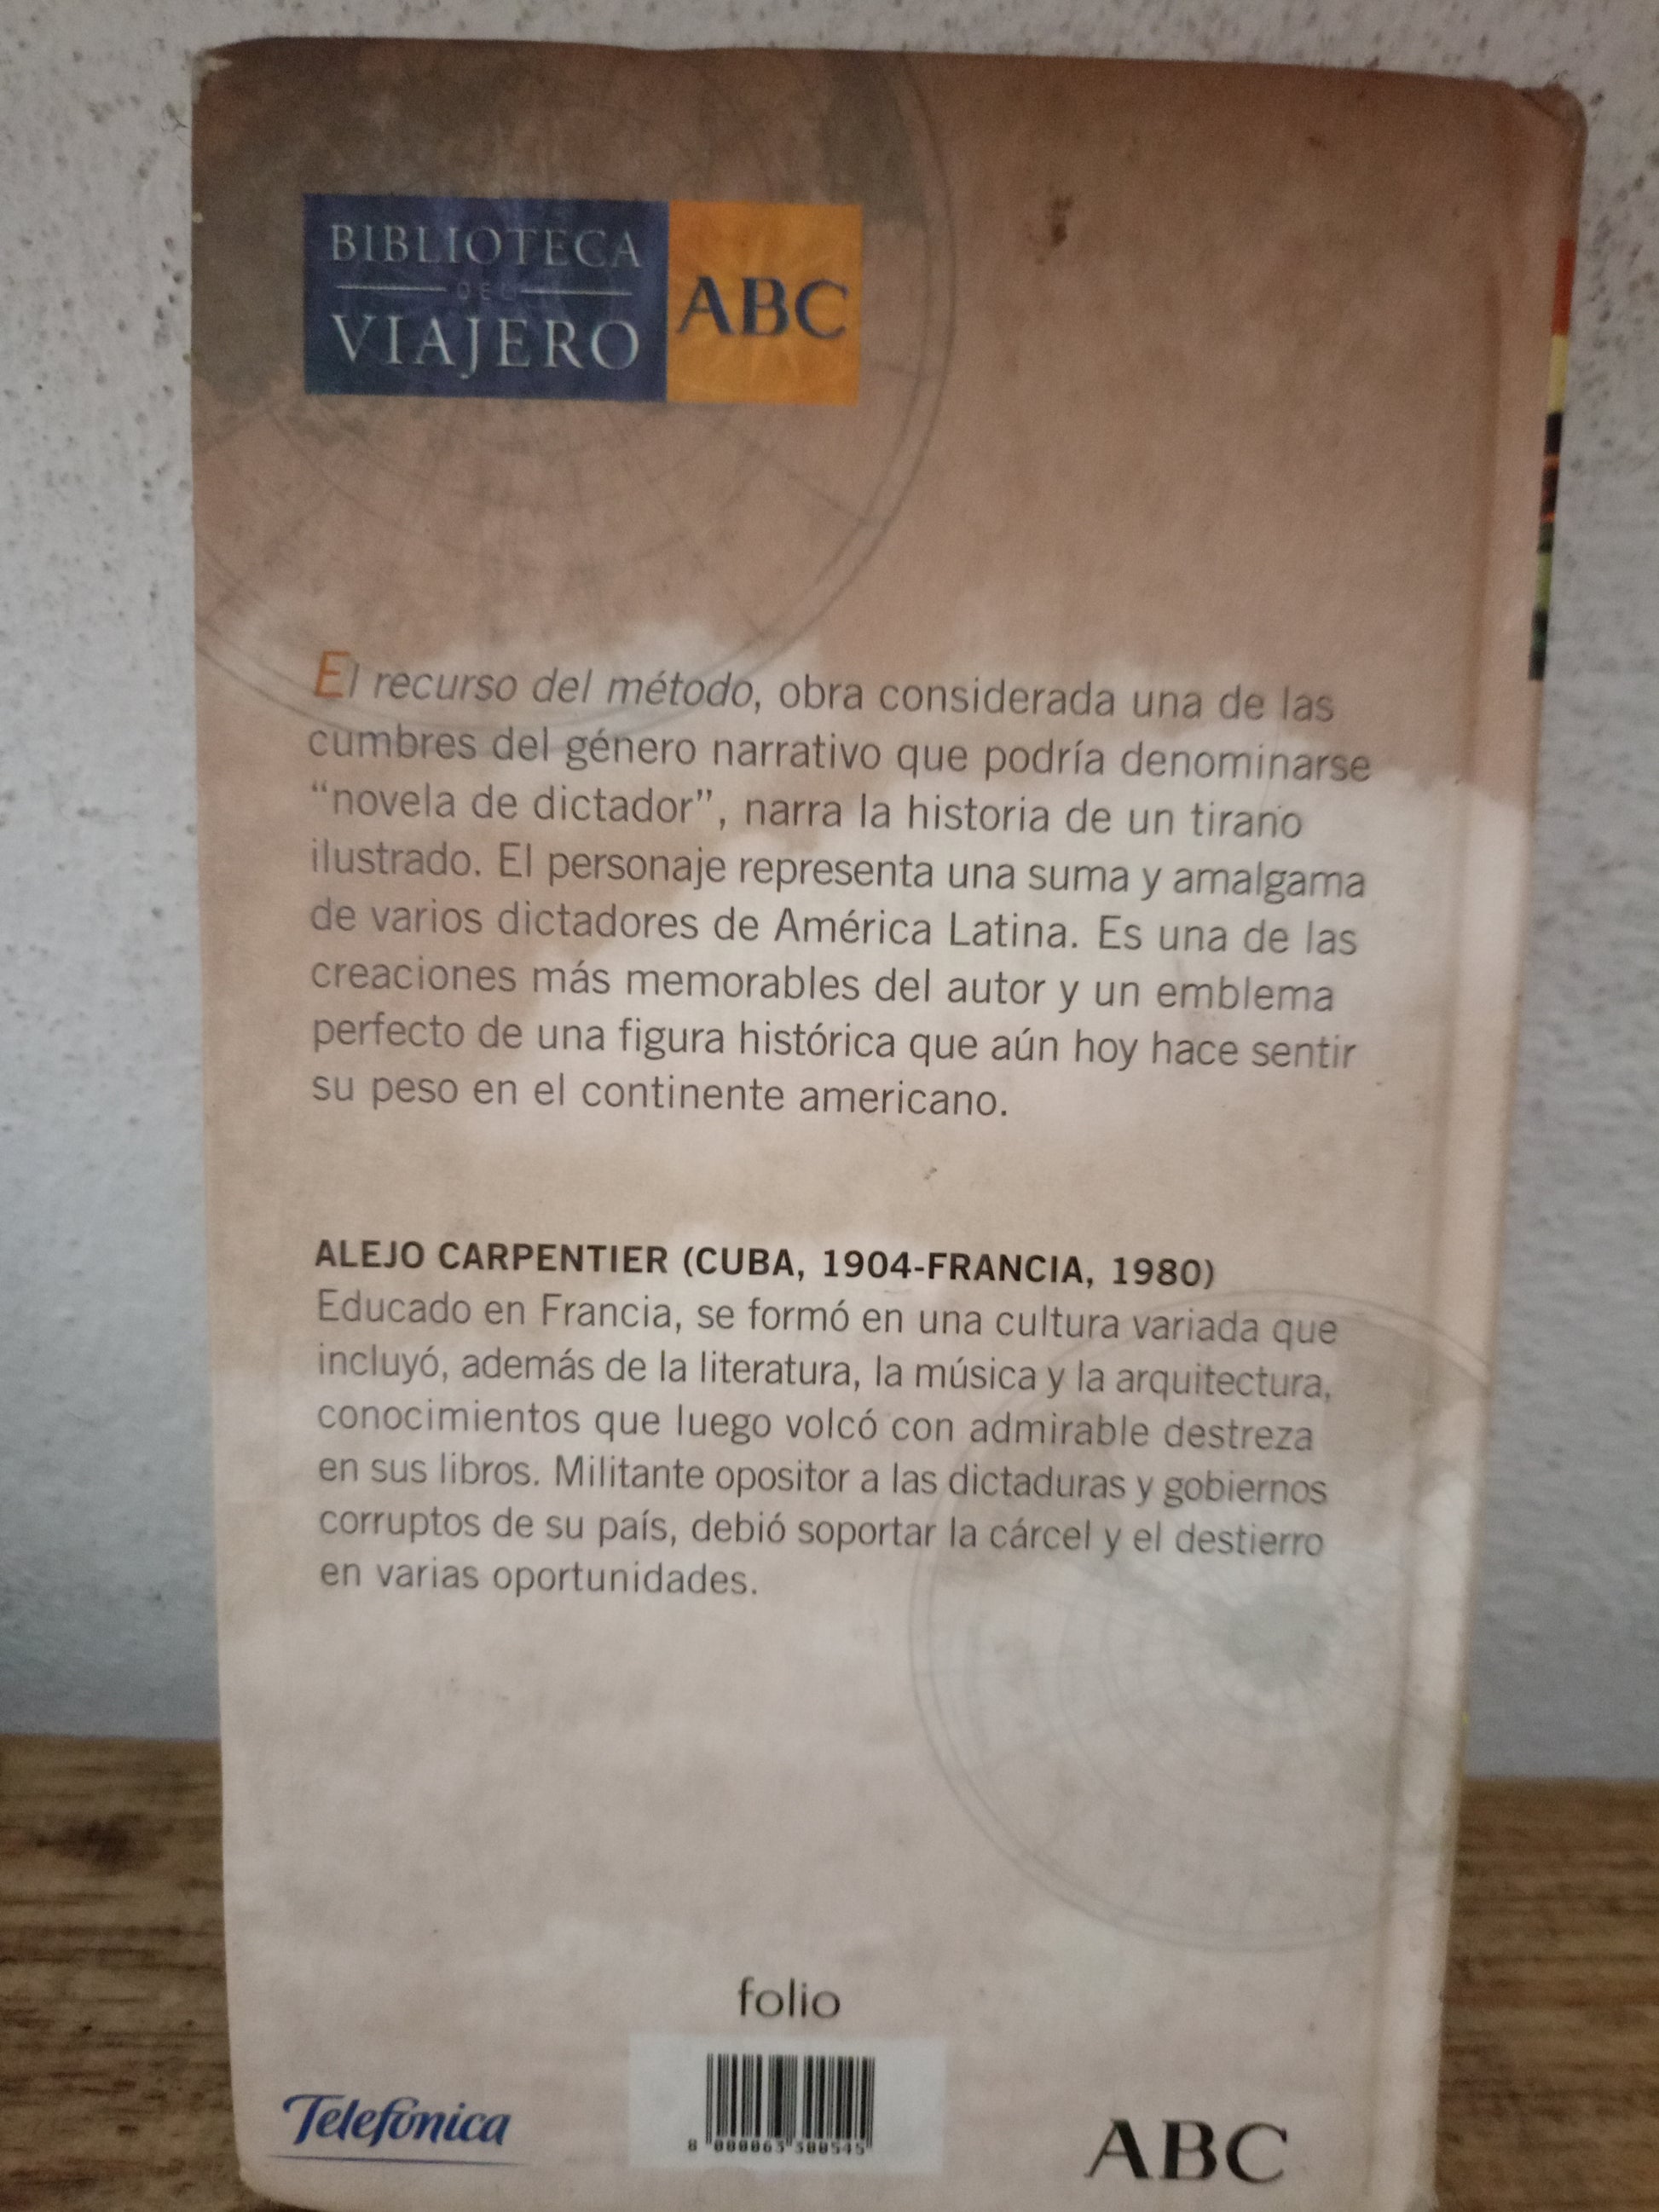 BIBLIOTECA
DEL
VIAJERO
ABC
El recurso del método, obra considerada una de las
cumbres del género narrativo que podría denominarse
“novela de dictador”, narra la historia de un tirano
ilustrado. El personaje representa una suma y amalgama
de varios dictadores de América Latina. Es una de las
creaciones más memorables del autor y un emblema
perfecto de una figura histórica que aún hoy hace sentir
su peso en el continente americano.
ALEJO CARPENTIER (CUBA, 1904-FRANCIA, 1980)
Educado en Francia, se formó en una cultura variada que
incluyó, además de la literatura, la música y la arquitectura,
conocimientos que luego volcó con admirable destreza
en sus libros. Militante opositor a las dictaduras y gobiernos
corruptos de su país, debió soportar la cárcel y el destierro
en varias oportunidades.
folio
Telefónica
ABC